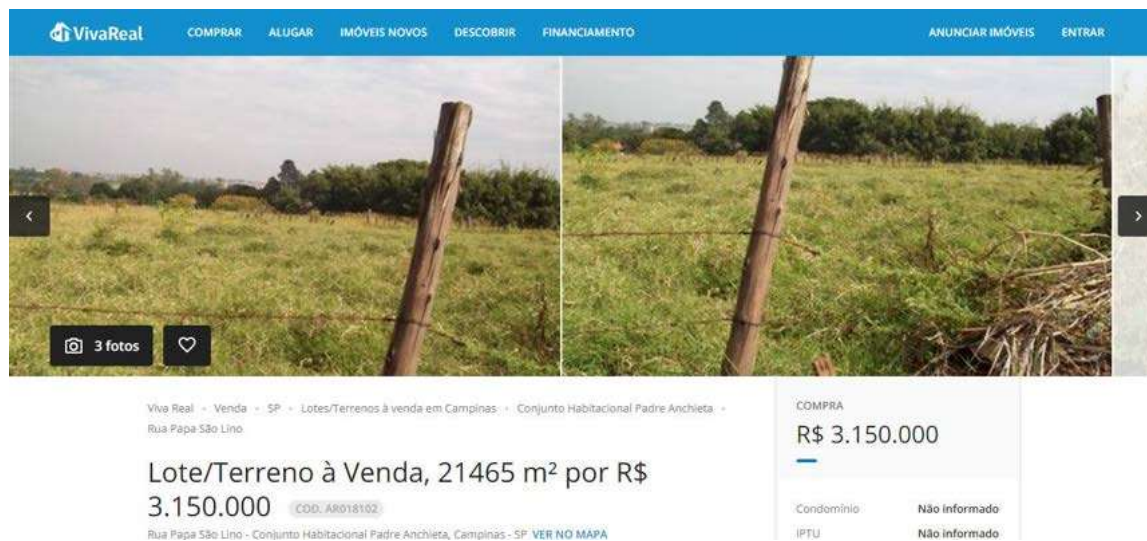 VivaReal COMPRAR ALUGAR IMÓVEIS NOVOS DESCOBRIR FINANCIAMENTO ANUNCIAR IMÓVEIS ENTRAR
3 fotos
Viva Real - Venda - SP - Lotes/Terrenos à venda em Campinas - Conjunto Habitacional Padre Anchieta -
Rua Papa São Lino
Lote/Terreno à Venda, 21465 m² por R$
3.150.000 COD. AR018102
Rua Papa São Lino - Conjunto Habitacional Padre Anchieta, Campinas - SP VER NO MAPA
COMPRA
R$ 3.150.000
Condomínio Não informado
IPTU Não informado